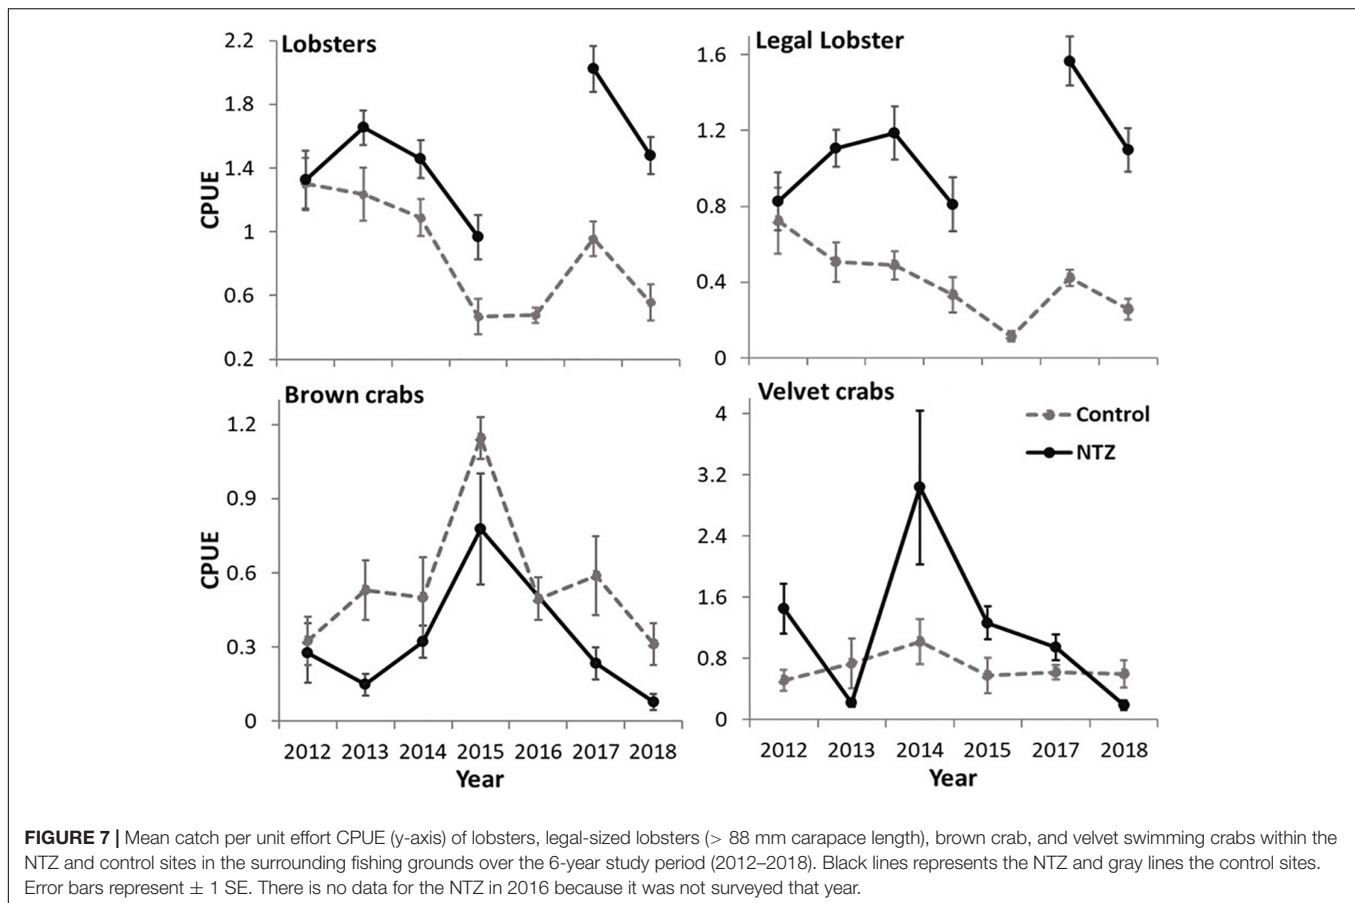 Lobsters
2.2
1.8
1.4
1
0.6
0.2
CPUE
Legal Lobster
1.6
1.2
0.8
0.4
0
Brown crabs
1.2
0.9
0.6
0.3
0
CPUE
2012 2013 2014 2015 2016 2017 2018
Year
Velvet crabs
4
3.2
2.4
1.6
0.8
0
Control
NTZ
2012 2013 2014 2015 2017 2018
Year
FIGURE 7 | Mean catch per unit effort CPUE (y-axis) of lobsters, legal-sized lobsters (> 88 mm carapace length), brown crab, and velvet swimming crabs within the
NTZ and control sites in the surrounding fishing grounds over the 6-year study period (2012–2018). Black lines represents the NTZ and gray lines the control sites.
Error bars represent ± 1 SE. There is no data for the NTZ in 2016 because it was not surveyed that year.